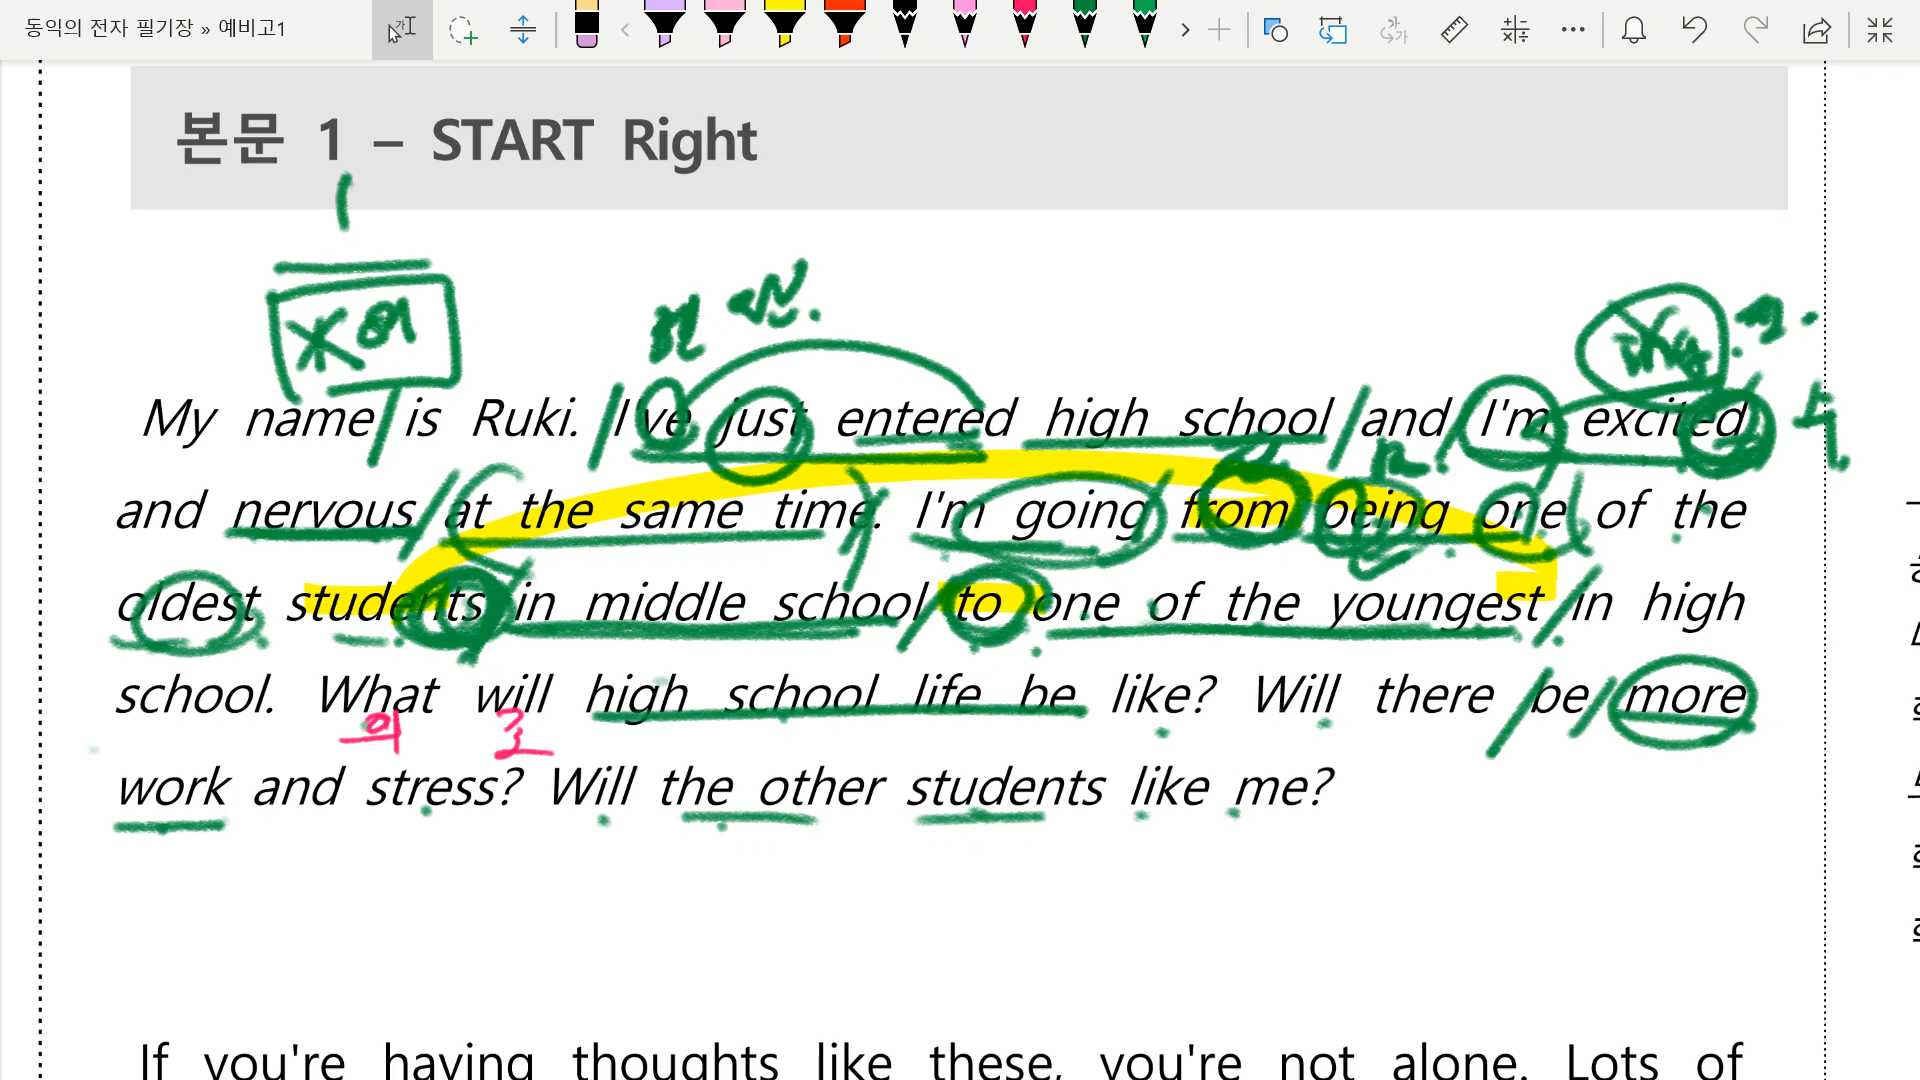 동익의 전자 필기장 » 예비고1
본문 1 – START Right
My name is Ruki. I've just entered high school and I'm excited
and nervous at the same time. I'm going from being one of the
oldest students in middle school to one of the youngest in high
school. What will high school life be like? Will there be more
의
work and stress? Will the other students like me?
If you're having thoughts like these, you're not alone. Lots of